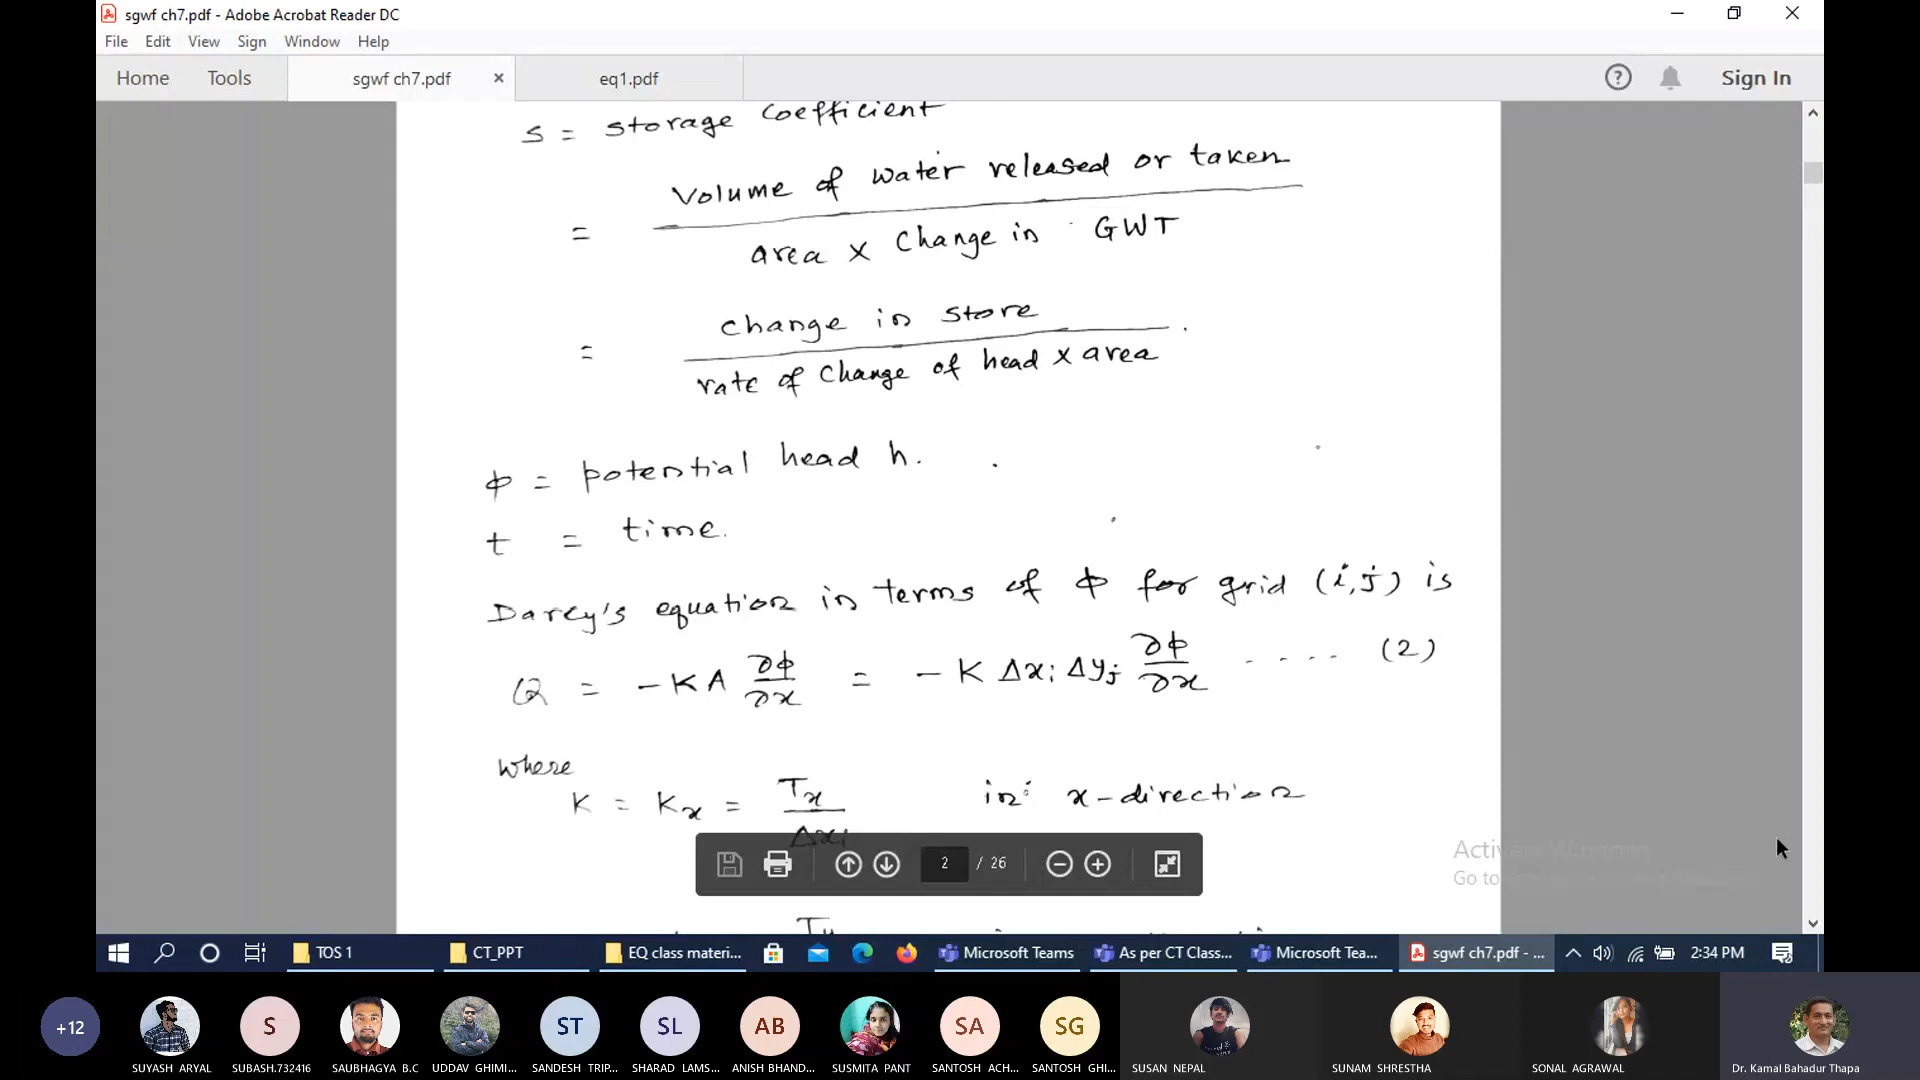 sgwf ch7.pdf - Adobe Acrobat Reader DC
File Edit View Sign Window Help
Home Tools sgwf ch7.pdf × eq1.pdf Sign In
S = storage coefficient
= Volume of water released or taken
area × Change in GWT
= Change in store
rate of Change of head × area
ϕ = potential head h.
t = time.
Darcy's equation in terms of ϕ for grid (i,j) is
Q = -KA ∂ϕ/∂x = -K Δxi Δyj ∂ϕ/∂x ..... (2)
Where
K = Kx = Tx/Δxi in x-direction
2 / 26
TOS 1 CT_PPT EQ class materi... Microsoft Teams As per CT Class... Microsoft Tea... sgwf ch7.pdf - ... 2:34 PM
+12 S ST SL AB SA SG
SUYASH ARYAL SUBASH.732416 SAUBHAGYA B.C UDDAV GHIMI... SANDESH TRIP... SHARAD LAMS... ANISH BHAND... SUSMITA PANT SANTOSH ACH... SANTOSH GHI... SUSAN NEPAL SUNAM SHRESTHA SONAL AGRAWAL Dr. Kamal Bahadur Thapa